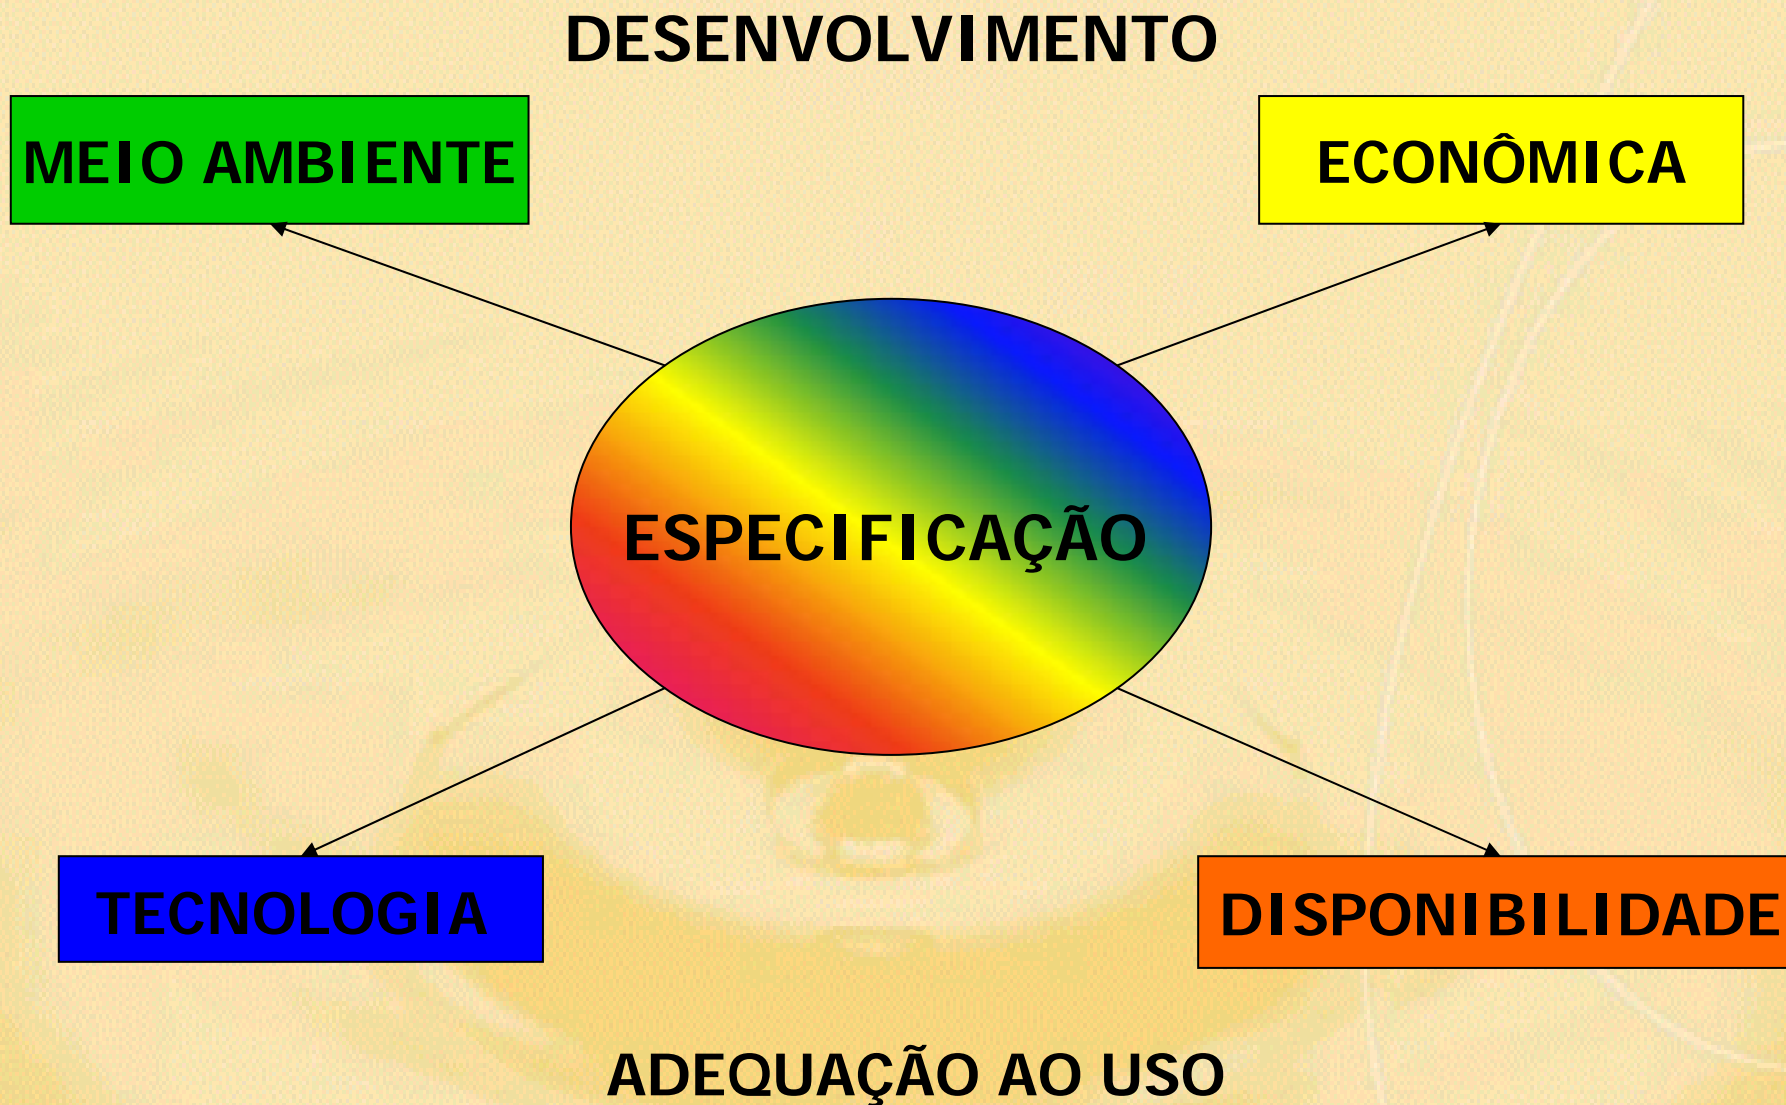 DESENVOLVIMENTO
MEIO AMBIENTE
ECONÔMICA
ESPECIFICAÇÃO
TECNOLOGIA
DISPONIBILIDADE
ADEQUAÇÃO AO USO